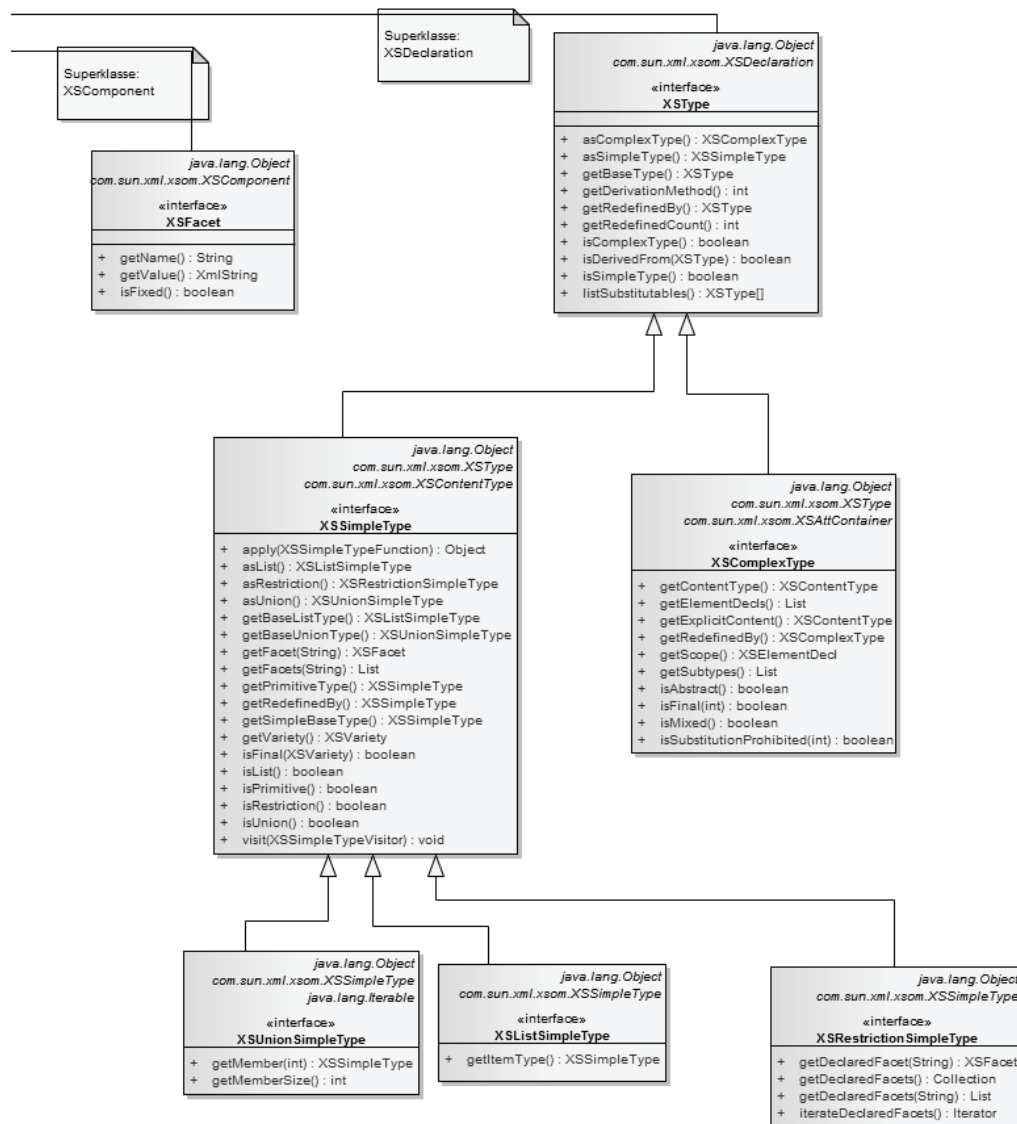 Superklasse:
XSDeclaration
Superklasse:
XSComponent
java.lang.Object
com.sun.xml.xsom.XSDeclaration
«interface»
XSType
+ asComplexType() : XSComplexType
+ asSimpleType() : XSSimpleType
+ getBaseType() : XSType
+ getDerivationMethod() : int
+ getRedefinedBy() : XSType
+ getRedefinedCount() : int
+ isComplexType() : boolean
+ isDerivedFrom(XSType) : boolean
+ isSimpleType() : boolean
+ listSubstitutables() : XSType[]
java.lang.Object
com.sun.xml.xsom.XSComponent
«interface»
XSFacet
+ getName() : String
+ getValue() : XmlString
+ isFixed() : boolean
java.lang.Object
com.sun.xml.xsom.XSType
com.sun.xml.xsom.XSContentType
«interface»
XSSimpleType
+ apply(XSSimpleTypeFunction) : Object
+ asList() : XSListSimpleType
+ asRestriction() : XSRestrictionSimpleType
+ asUnion() : XSUnionSimpleType
+ getBaseListType() : XSListSimpleType
+ getBaseUnionType() : XSUnionSimpleType
+ getFacet(String) : XSFacet
+ getFacets(String) : List
+ getPrimitiveType() : XSSimpleType
+ getRedefinedBy() : XSSimpleType
+ getSimpleBaseType() : XSSimpleType
+ getVariety() : XSVariety
+ isFinal(XSVariety) : boolean
+ isList() : boolean
+ isPrimitive() : boolean
+ isRestriction() : boolean
+ isUnion() : boolean
+ visit(XSSimpleTypeVisitor) : void
java.lang.Object
com.sun.xml.xsom.XSType
com.sun.xml.xsom.XSAttContainer
«interface»
XSComplexType
+ getContentType() : XSContentType
+ getElementDecls() : List
+ getExplicitContent() : XSContentType
+ getRedefinedBy() : XSComplexType
+ getScope() : XSElementDecl
+ getSubtypes() : List
+ isAbstract() : boolean
+ isFinal(int) : boolean
+ isMixed() : boolean
+ isSubstitutionProhibited(int) : boolean
java.lang.Object
com.sun.xml.xsom.XSSimpleType
java.lang.Iterable
«interface»
XSUnionSimpleType
+ getMember(int) : XSSimpleType
+ getMemberSize() : int
java.lang.Object
com.sun.xml.xsom.XSSimpleType
«interface»
XSListSimpleType
+ getItemType() : XSSimpleType
java.lang.Object
com.sun.xml.xsom.XSSimpleType
«interface»
XSRestrictionSimpleType
+ getDeclaredFacet(String) : XSFacet
+ getDeclaredFacets() : Collection
+ getDeclaredFacets(String) : List
+ iterateDeclaredFacets() : Iterator